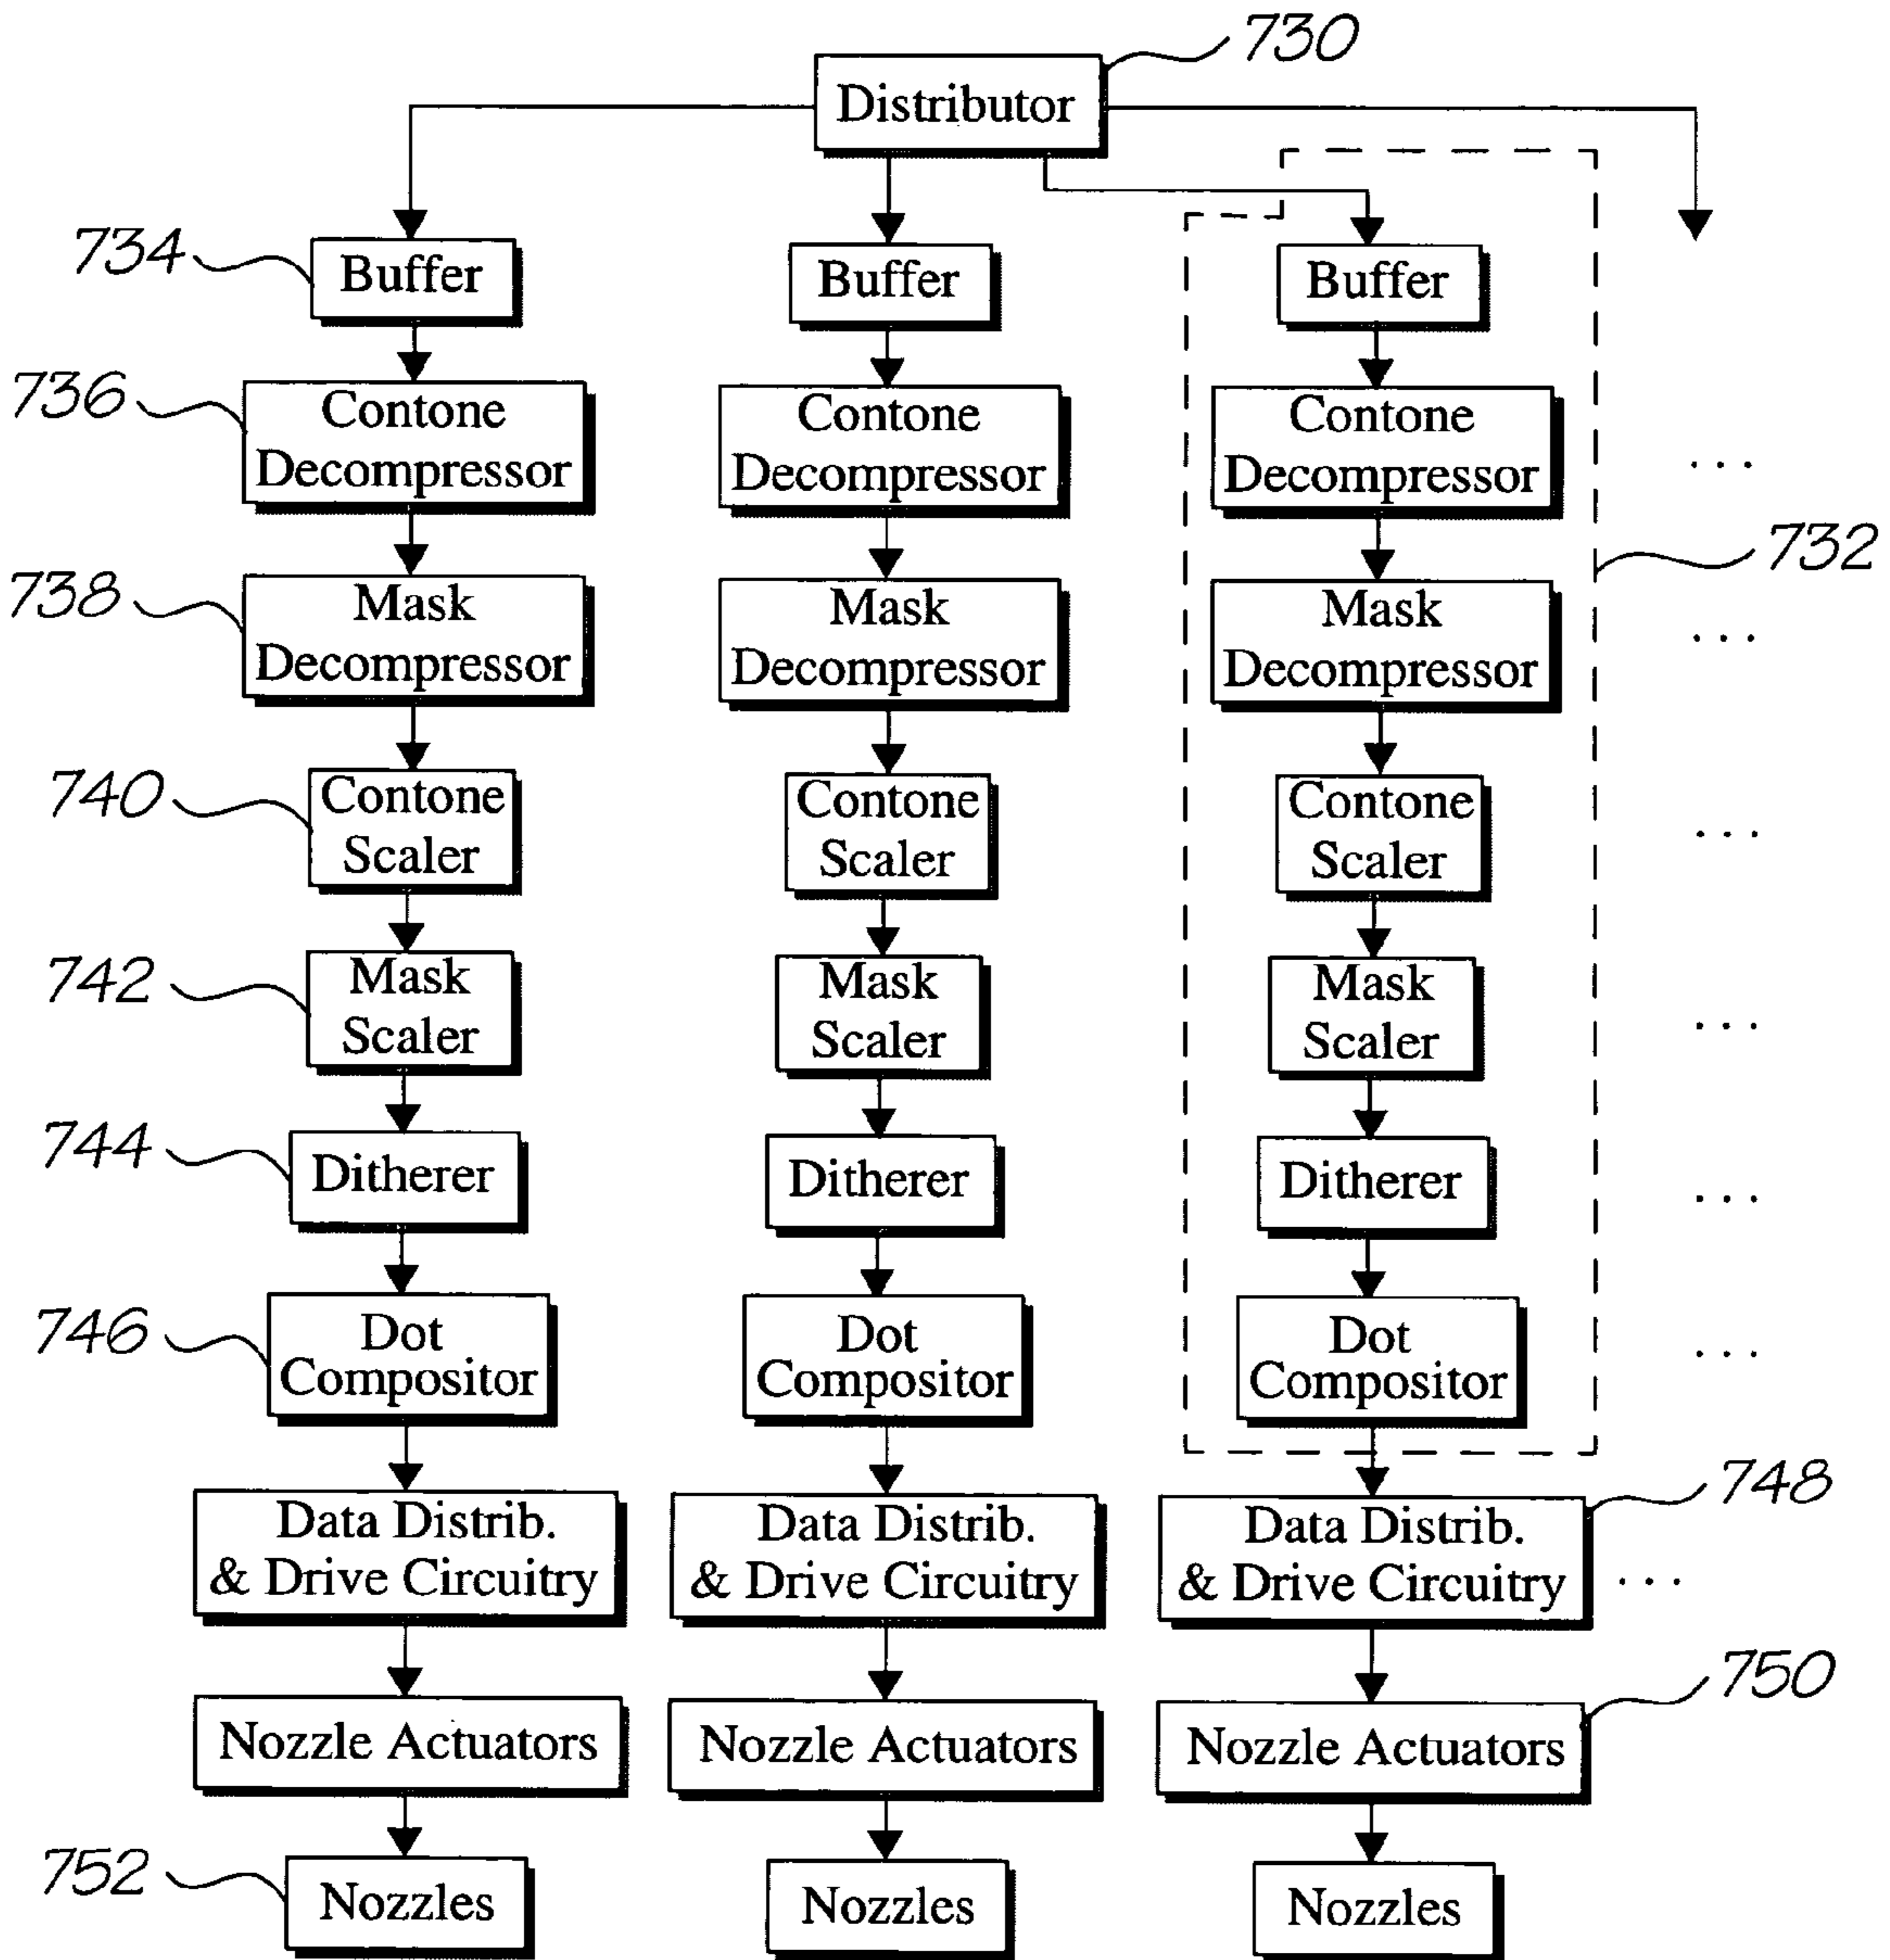 730
Distributor
734
Buffer
Buffer
Buffer
736
Contone
Decompressor
Contone
Decompressor
Contone
Decompressor
...
732
738
Mask
Decompressor
Mask
Decompressor
Mask
Decompressor
...
740
Contone
Scaler
Contone
Scaler
Contone
Scaler
...
742
Mask
Scaler
Mask
Scaler
Mask
Scaler
...
744
Ditherer
Ditherer
Ditherer
...
746
Dot
Compositor
Dot
Compositor
Dot
Compositor
...
748
Data Distrib.
& Drive Circuitry
Data Distrib.
& Drive Circuitry
Data Distrib.
& Drive Circuitry
...
750
Nozzle Actuators
Nozzle Actuators
Nozzle Actuators
752
Nozzles
Nozzles
Nozzles